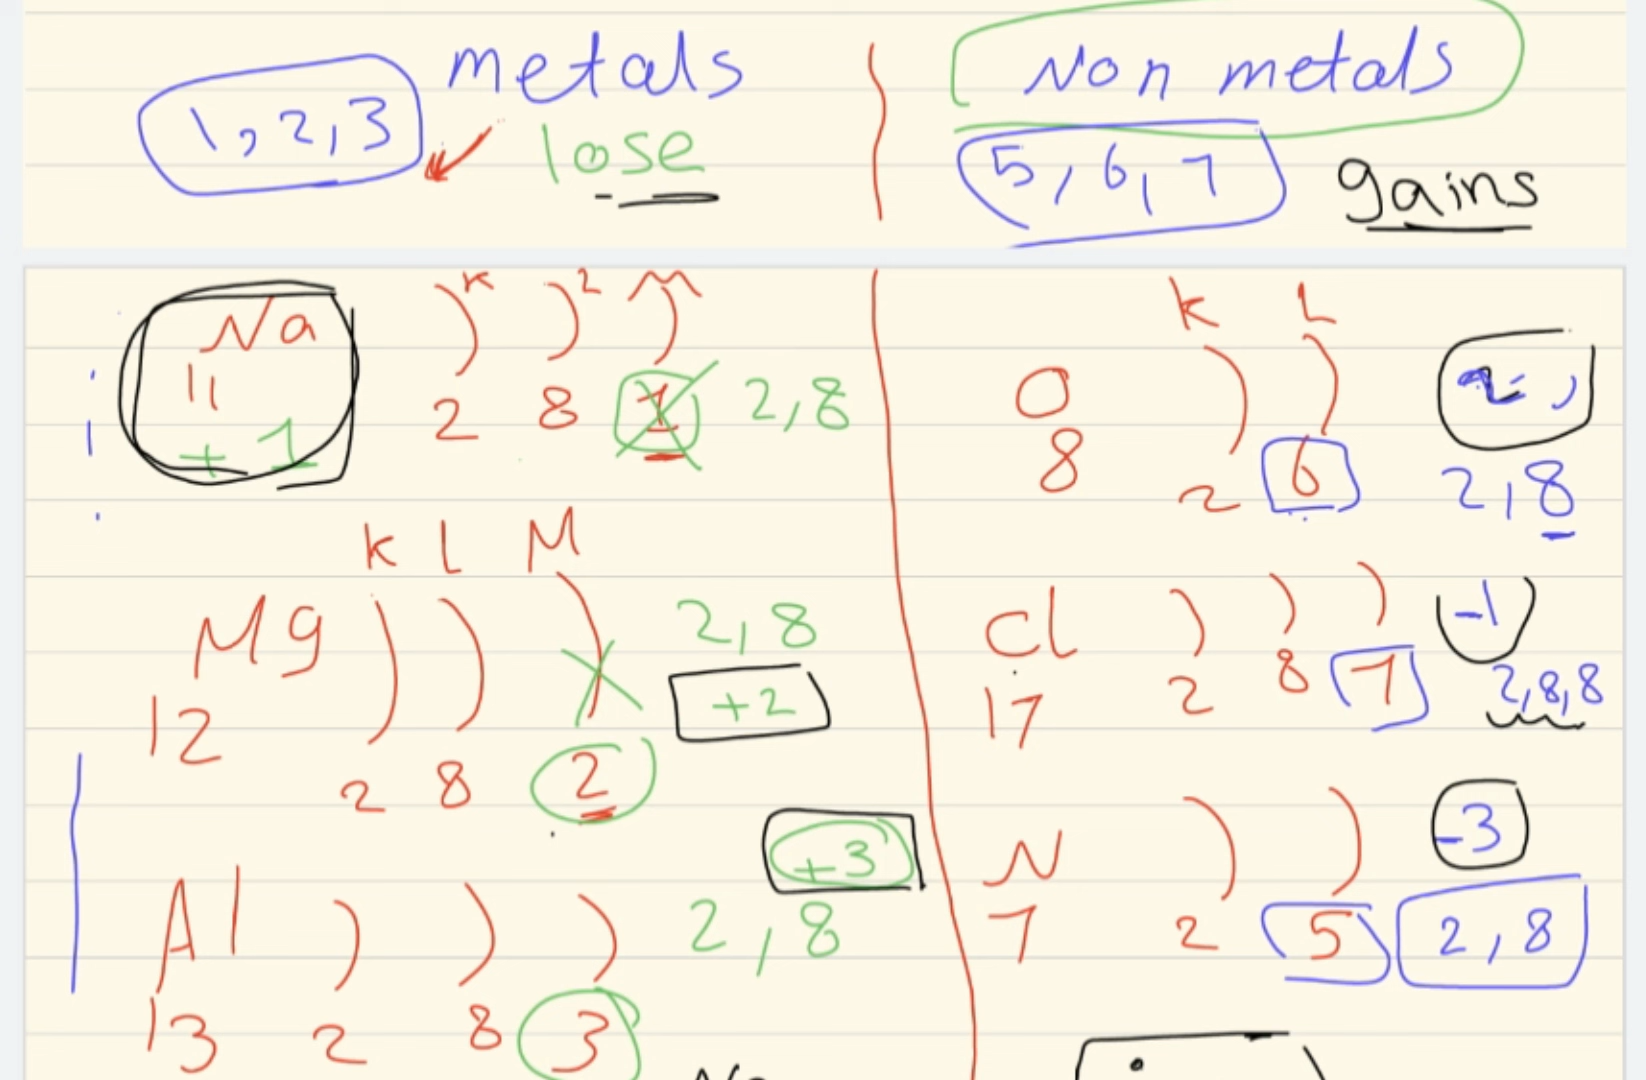 metals
1, 2, 3
lose
Non metals
5, 6, 7
gains
K 2 M
Na
11
+1
2 8 1 2,8
K l M
Mg
12
2 8 2
2,8
+2
Al
13 2 8 3
+3
2,8
K L
O
8
2 6
2,8
Cl
17
2 8 7
-1
2,8,8
N
7
2 5
-3
2,8